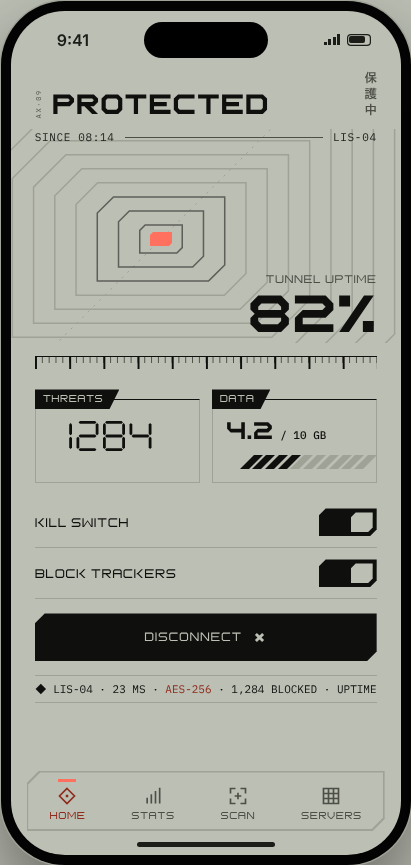 9:41
AX-09
PROTECTED
保護中
SINCE 08:14
LIS-04
TUNNEL UPTIME
82%
THREATS
1284
DATA
4.2 / 10 GB
KILL SWITCH
BLOCK TRACKERS
DISCONNECT ✖
◆ LIS-04 · 23 MS · AES-256 · 1,284 BLOCKED · UPTIME
HOME
STATS
SCAN
SERVERS